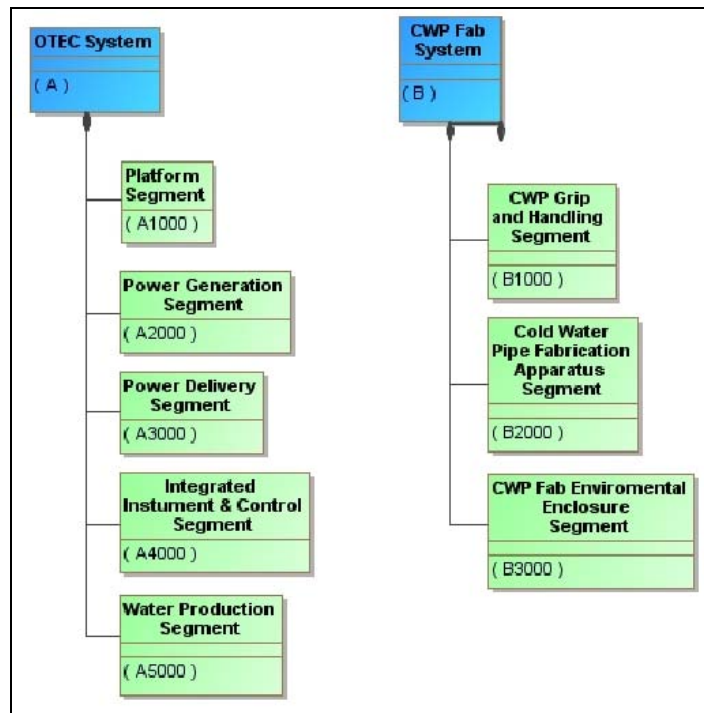 OTEC System
( A )
Platform
Segment
( A1000 )
Power Generation
Segment
( A2000 )
Power Delivery
Segment
( A3000 )
Integrated
Instument & Control
Segment
( A4000 )
Water Production
Segment
( A5000 )
CWP Fab
System
( B )
CWP Grip
and Handling
Segment
( B1000 )
Cold Water
Pipe Fabrication
Apparatus
Segment
( B2000 )
CWP Fab Enviromental
Enclosure
Segment
( B3000 )